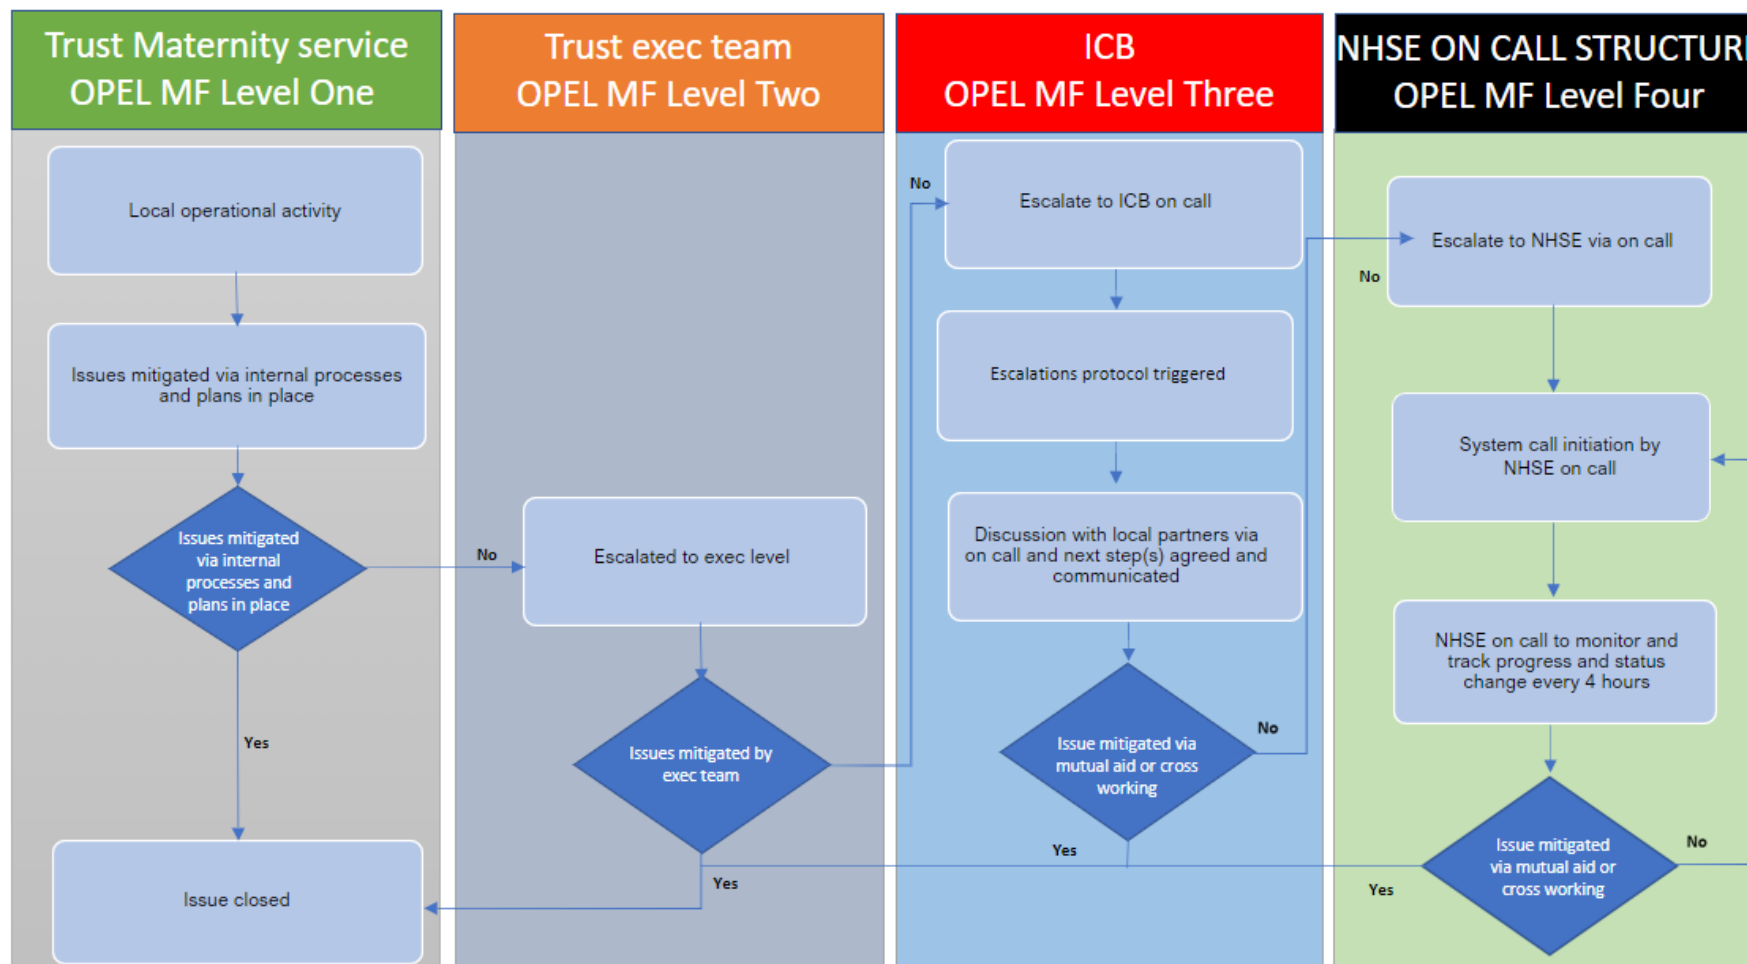 Trust Maternity service
OPEL MF Level One
Local operational activity
Issues mitigated via internal processes
and plans in place
Issues mitigated
via internal
processes and
plans in place
No
Yes
Issue closed
Trust exec team
OPEL MF Level Two
Escalated to exec level
Issues mitigated by
exec team
Yes
No
ICB
OPEL MF Level Three
Escalate to ICB on call
Escalations protocol triggered
Discussion with local partners via
on call and next step(s) agreed and
communicated
Issue mitigated via
mutual aid or cross
working
No
Yes
NHSE ON CALL STRUCTURE
OPEL MF Level Four
No
Escalate to NHSE via on call
System call initiation by
NHSE on call
NHSE on call to monitor and
track progress and status
change every 4 hours
Issue mitigated
via mutual aid or
cross working
No
Yes